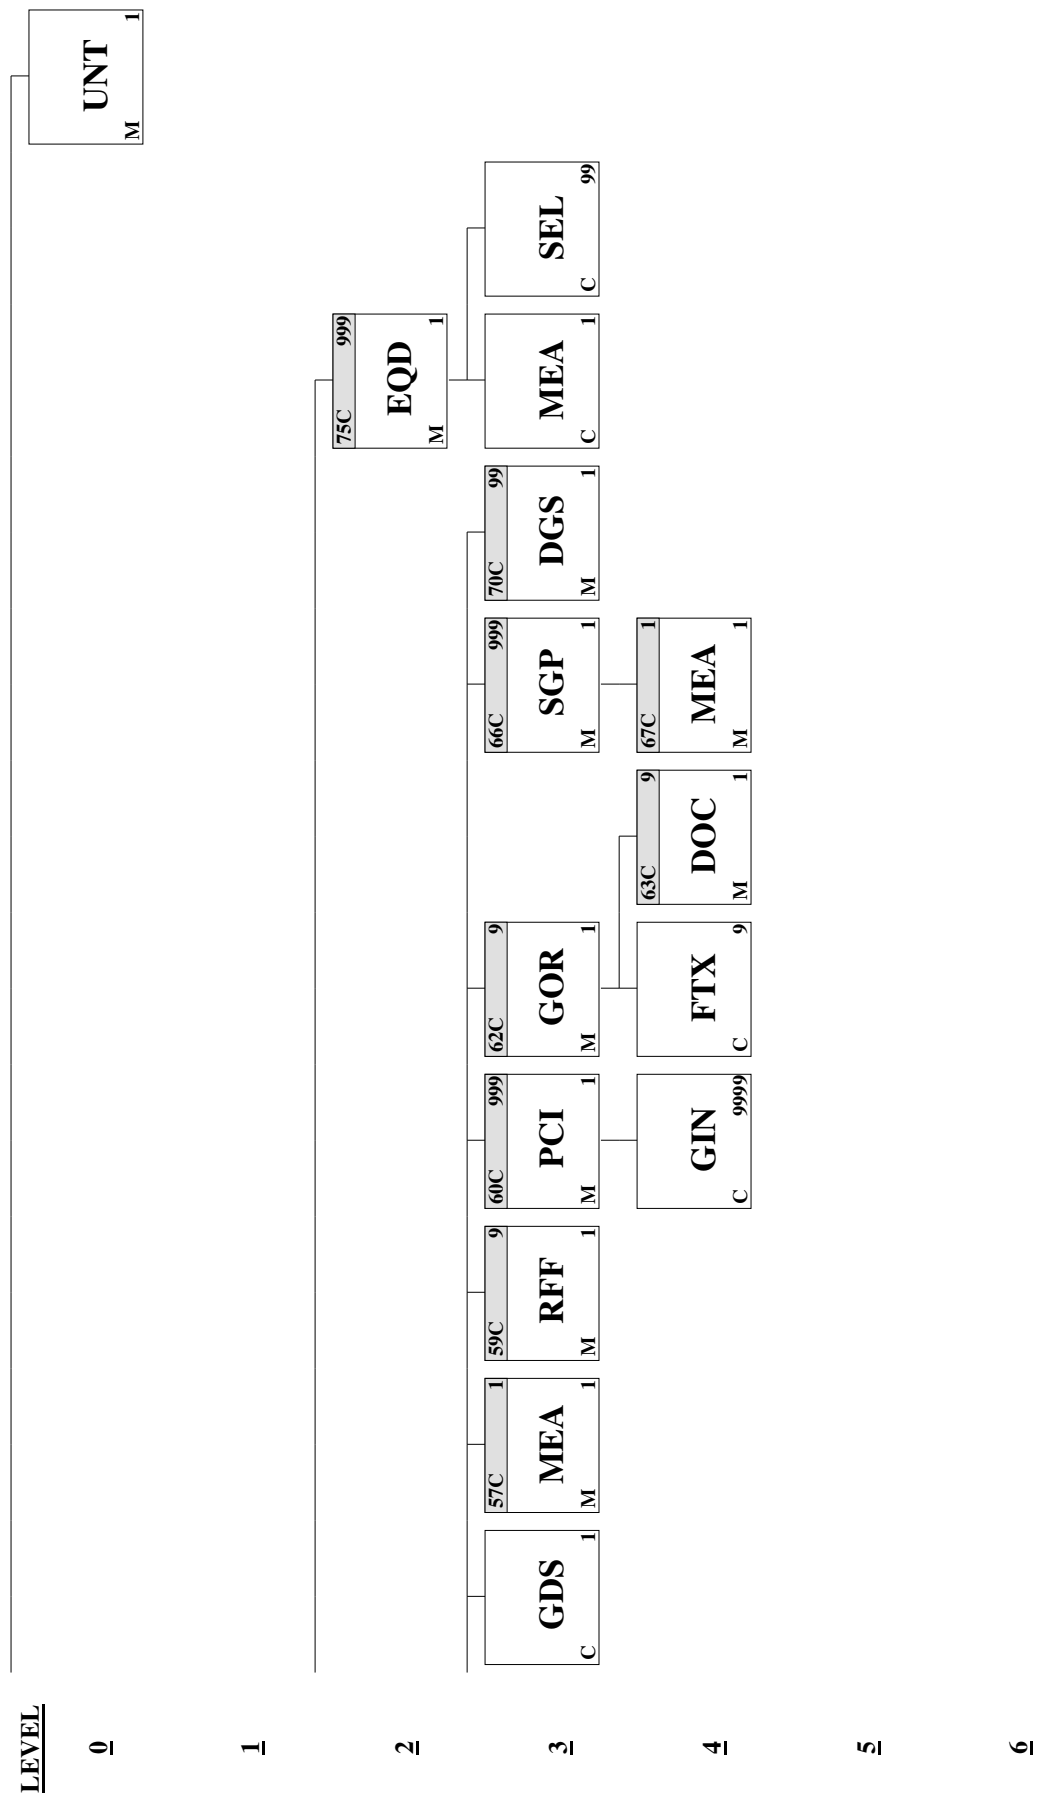 LEVEL
0
UNT
M 1
1
2
75C 999
EQD
M 1
3
GDS
C 1
57C 1
MEA
M 1
59C 9
RFF
M 1
60C 999
PCI
M 1
62C 9
GOR
M 1
66C 999
SGP
M 1
70C 99
DGS
M 1
MEA
C 1
SEL
C 99
4
GIN
C 9999
FTX
C 9
63C 9
DOC
M 1
67C 1
MEA
M 1
5
6